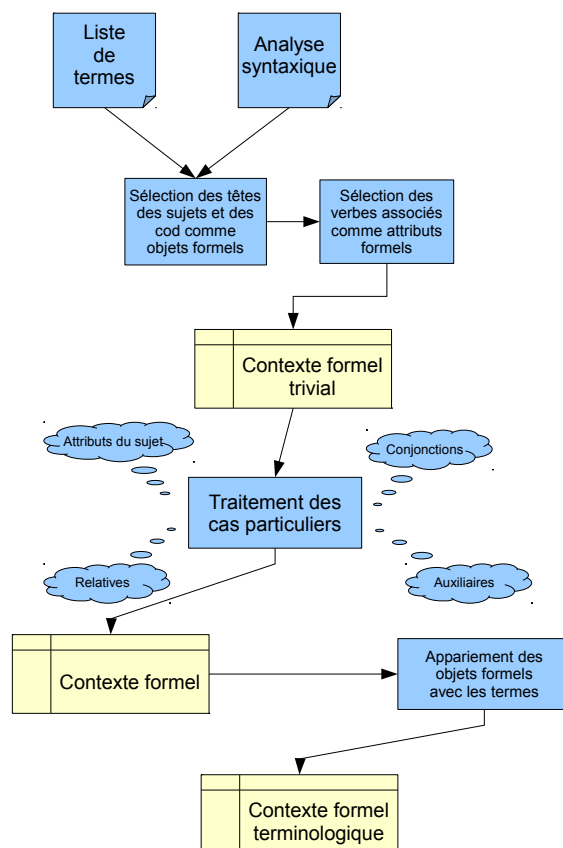 Liste
de
termes
Analyse
syntaxique
Sélection des têtes
des sujets et des
cod comme
objets formels
Sélection des
verbes associés
comme attributs
formels
Contexte formel
trivial
Attributs du sujet
Conjonctions
Traitement des
cas particuliers
Relatives
Auxiliaires
Contexte formel
Appariement des
objets formels
avec les termes
Contexte formel
terminologique